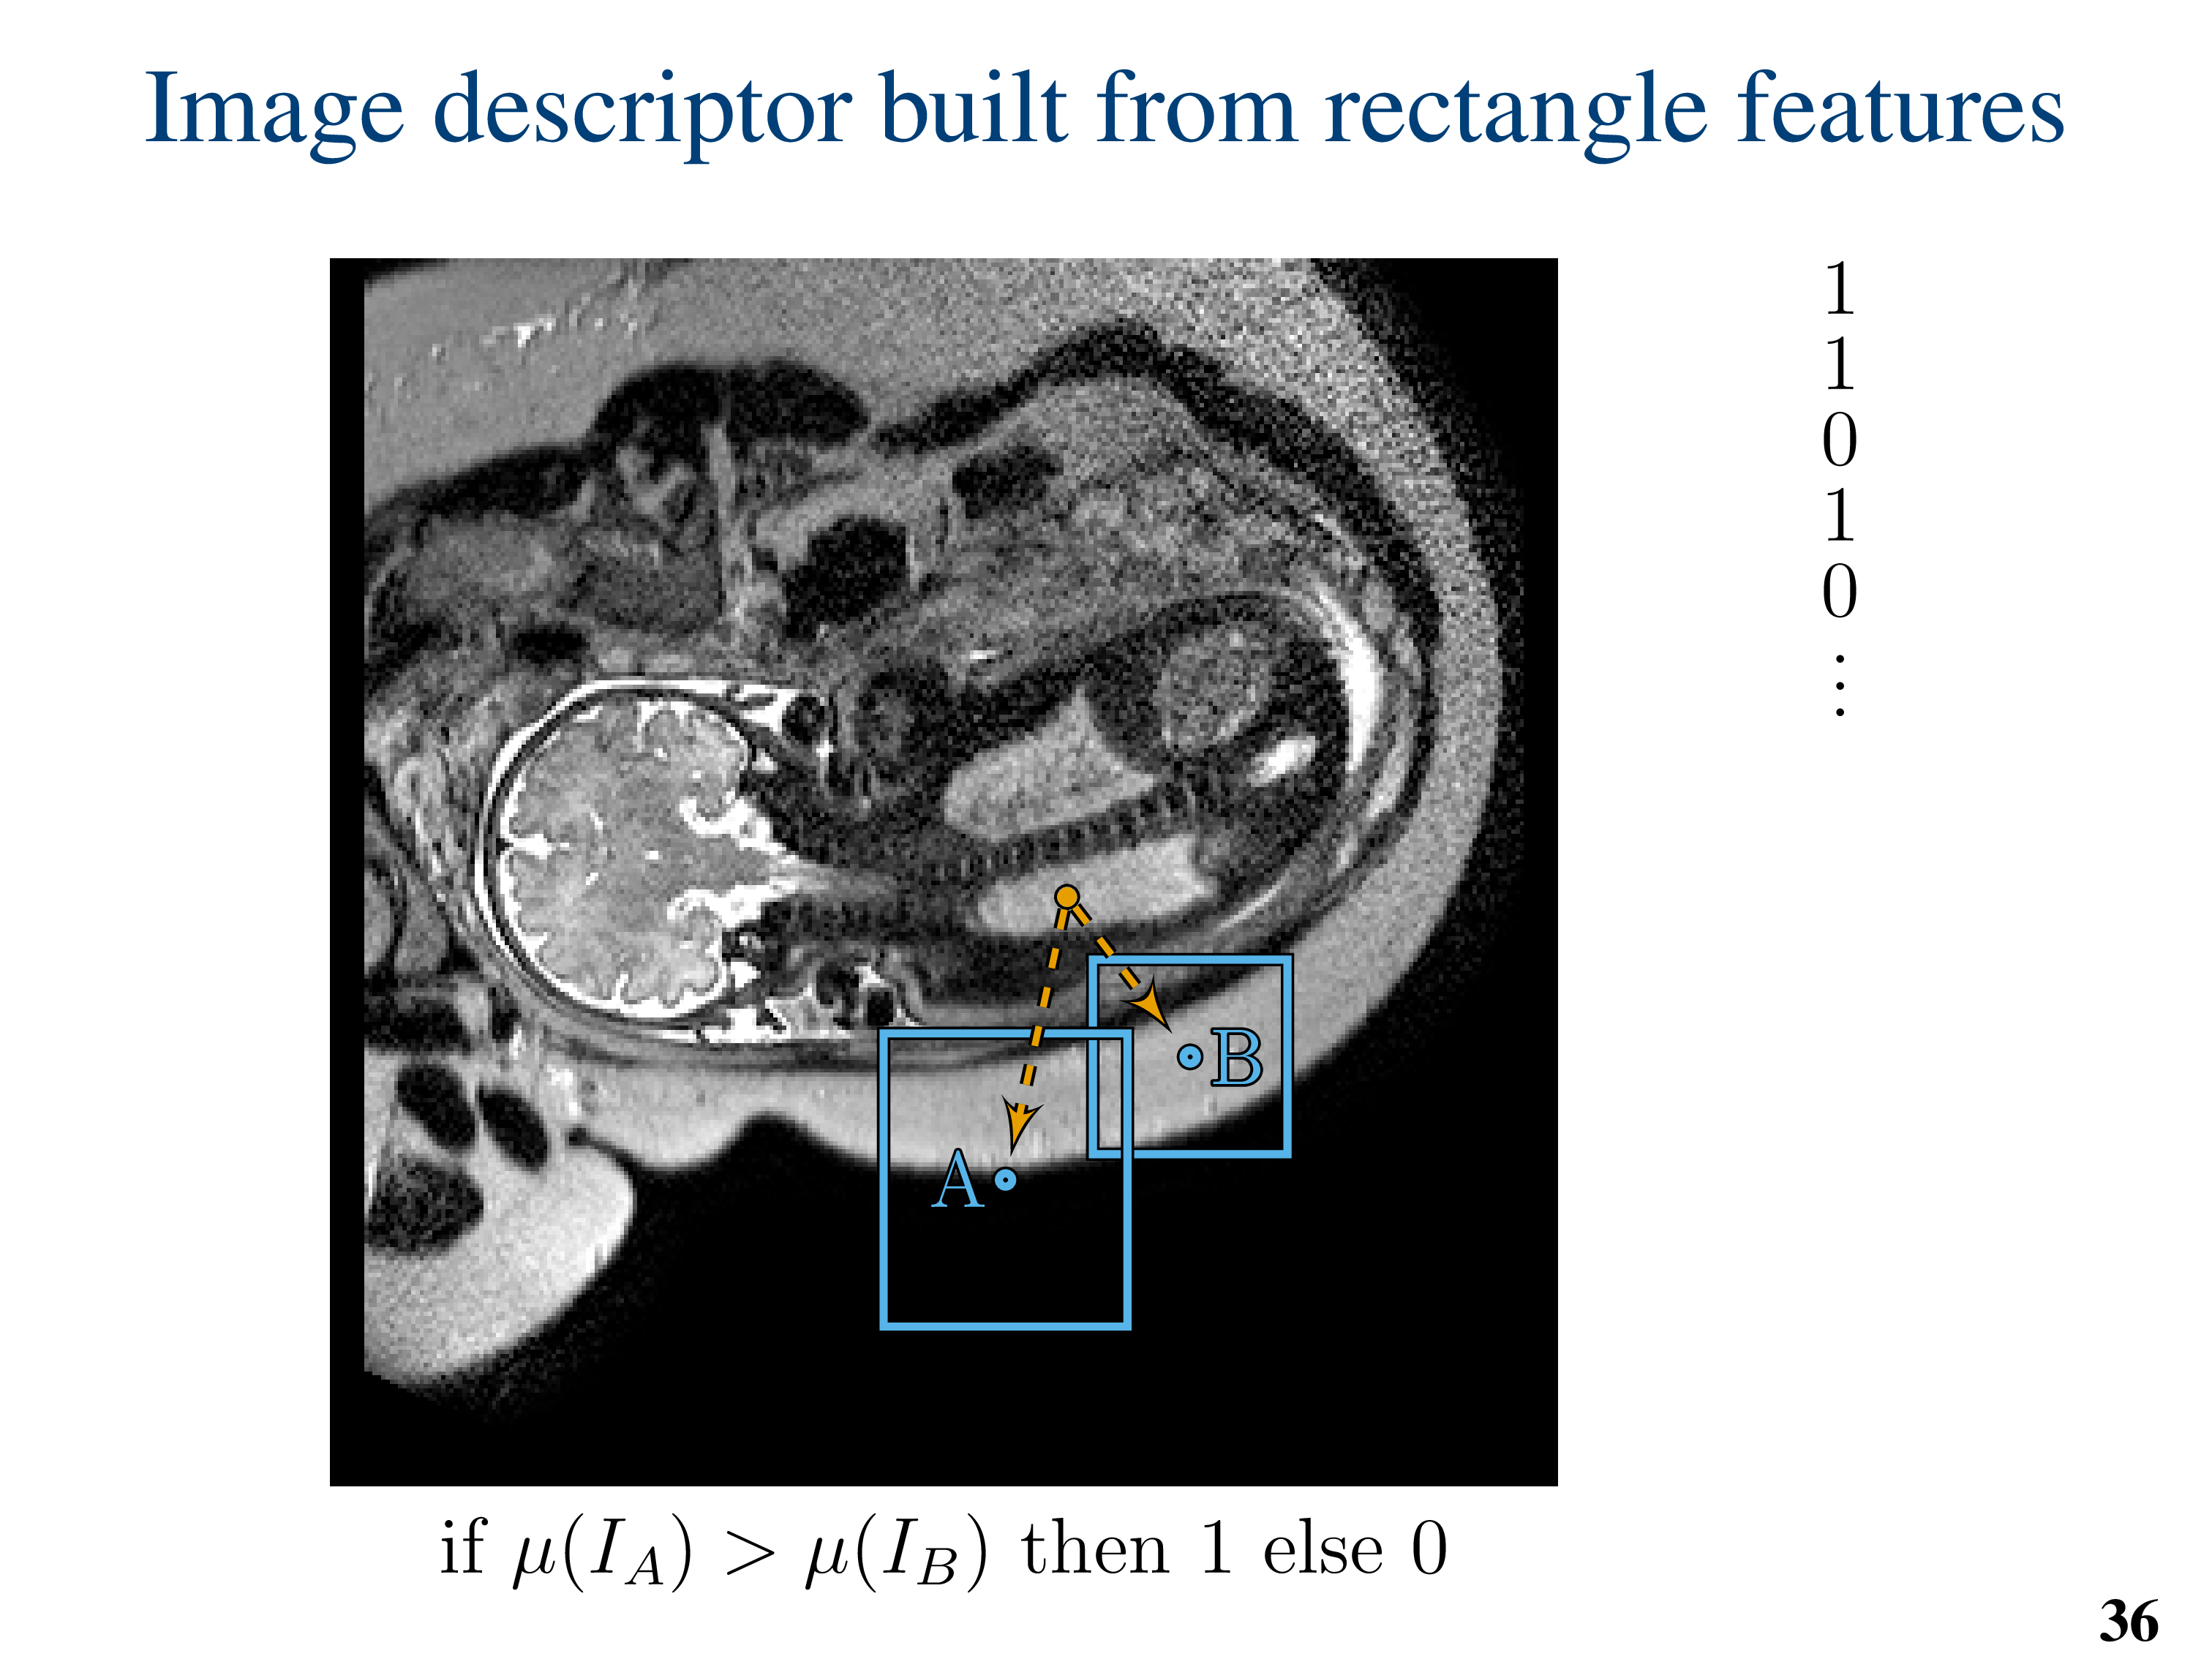 Image descriptor built from rectangle features
1
1
0
1
0
⋮
B
A
if μ(I_A) > μ(I_B) then 1 else 0
36